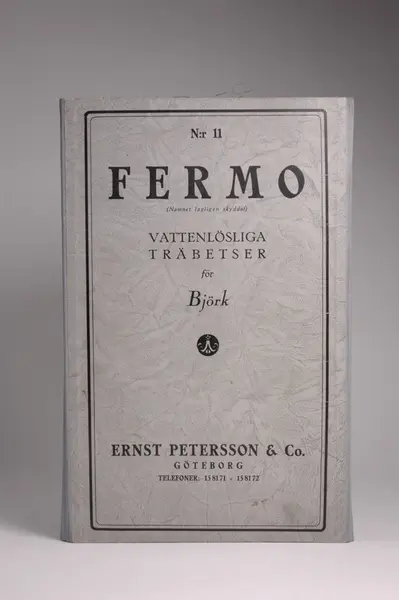 N:r 11
FERMO
(Namnet lagligen skyddat)
VATTENLÖSLIGA
TRÄBETSER
för
Björk
ERNST PETERSSON & Co.
GÖTEBORG
TELEFONER: 158171 - 158172